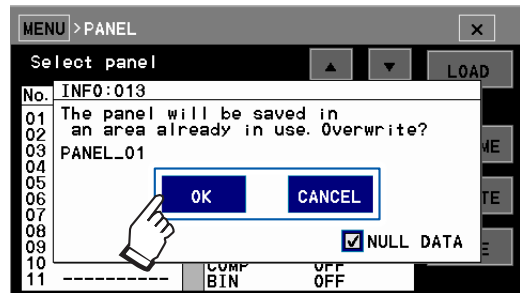 MENU > PANEL ×
Select panel ▲ ▼ LOAD
No. INFO:013
01 The panel will be saved in
02 an area already in use. Overwrite?
03 PANEL_01 ME
04
05
06 OK CANCEL TE
07
08
09 NULL DATA E
10 COMP OFF
11 ---------- BIN OFF